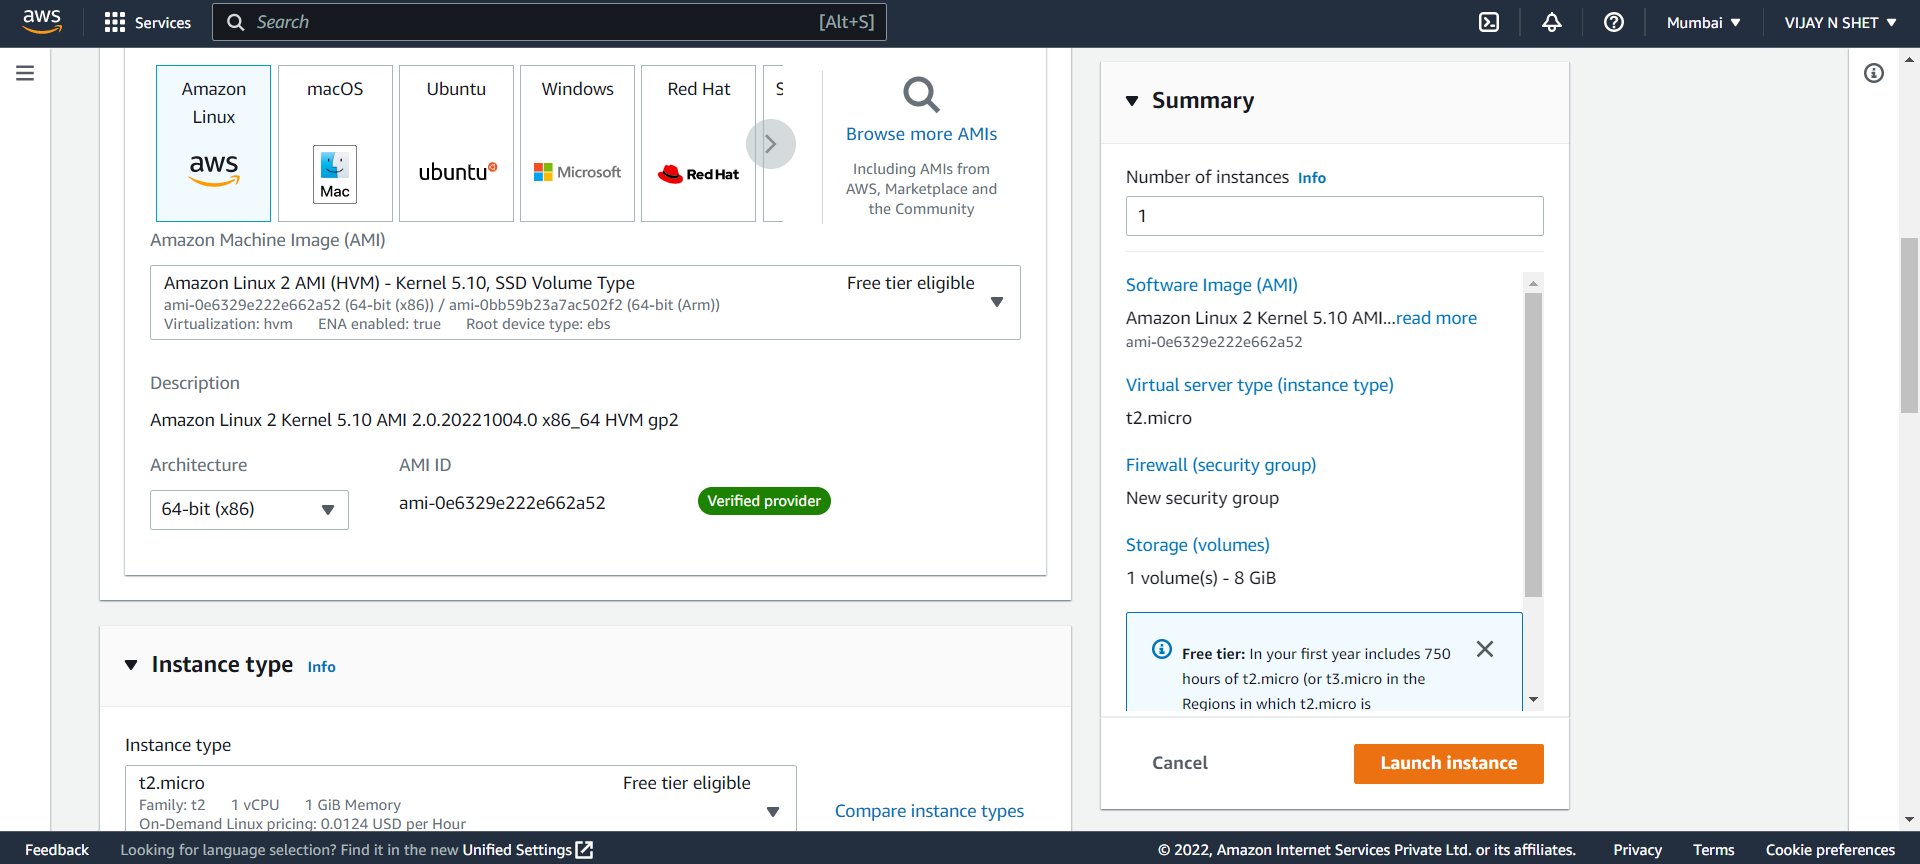 aws
Services
Search
[Alt+S]
Mumbai
VIJAY N SHET
Amazon
Linux
aws
macOS
Mac
Ubuntu
ubuntu
Windows
Microsoft
Red Hat
Red Hat
S
Browse more AMIs
Including AMIs from
AWS, Marketplace and
the Community
Amazon Machine Image (AMI)
Amazon Linux 2 AMI (HVM) - Kernel 5.10, SSD Volume Type
Free tier eligible
ami-0e6329e222e662a52 (64-bit (x86)) / ami-0bb59b23a7ac502f2 (64-bit (Arm))
Virtualization: hvm ENA enabled: true Root device type: ebs
Description
Amazon Linux 2 Kernel 5.10 AMI 2.0.20221004.0 x86_64 HVM gp2
Architecture
AMI ID
64-bit (x86)
ami-0e6329e222e662a52
Verified provider
Instance type Info
Instance type
t2.micro
Free tier eligible
Family: t2 1 vCPU 1 GiB Memory
On-Demand Linux pricing: 0.0124 USD per Hour
Compare instance types
Summary
Number of instances Info
1
Software Image (AMI)
Amazon Linux 2 Kernel 5.10 AMI...read more
ami-0e6329e222e662a52
Virtual server type (instance type)
t2.micro
Firewall (security group)
New security group
Storage (volumes)
1 volume(s) - 8 GiB
Free tier: In your first year includes 750
hours of t2.micro (or t3.micro in the
Regions in which t2.micro is
Cancel
Launch instance
Feedback
Looking for language selection? Find it in the new Unified Settings
© 2022, Amazon Internet Services Private Ltd. or its affiliates.
Privacy
Terms
Cookie preferences